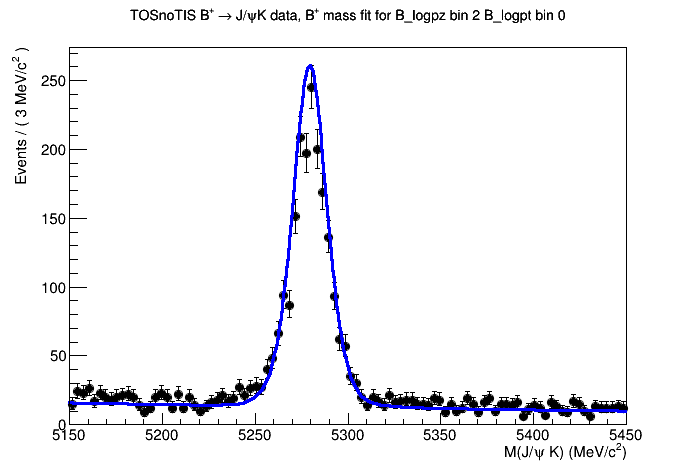 TOSnoTIS B⁺ → J/ψK data, B⁺ mass fit for B_logpz bin 2 B_logpt bin 0
Events / ( 3 MeV/c² )
250
200
150
100
50
0
5150 5200 5250 5300 5350 5400 5450
M(J/ψ K) (MeV/c²)